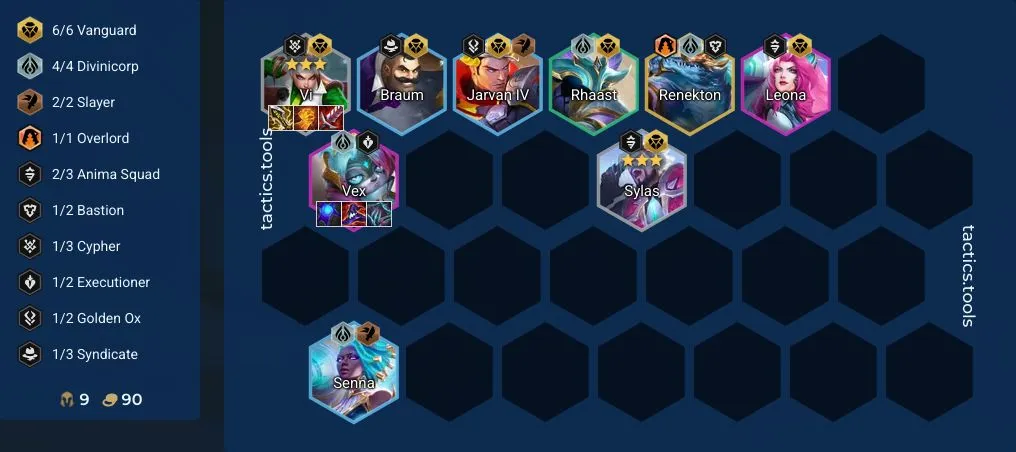 6/6 Vanguard
4/4 Divinicorp
2/2 Slayer
1/1 Overlord
2/3 Anima Squad
1/2 Bastion
1/3 Cypher
1/2 Executioner
1/2 Golden Ox
1/3 Syndicate
9 90
Vi
Braum
Jarvan IV
Rhaast
Renekton
Leona
Vex
Sylas
Senna
tactics.tools
tactics.tools